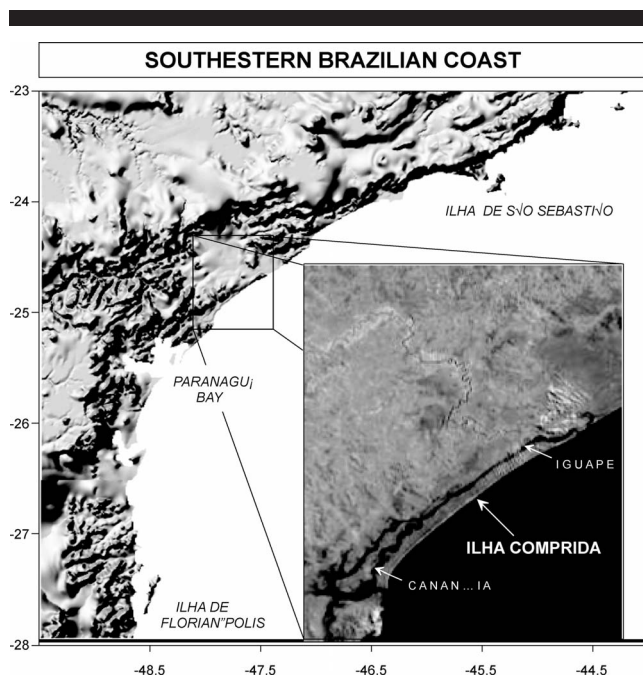 SOUTHESTERN BRAZILIAN COAST
-23
-24
-25
-26
-27
-28
ILHA DE S√O SEBASTI√O
PARANAGU¡
BAY
IGUAPE
ILHA COMPRIDA
CANAN…IA
ILHA DE
FLORIAN”POLIS
-48.5
-47.5
-46.5
-45.5
-44.5